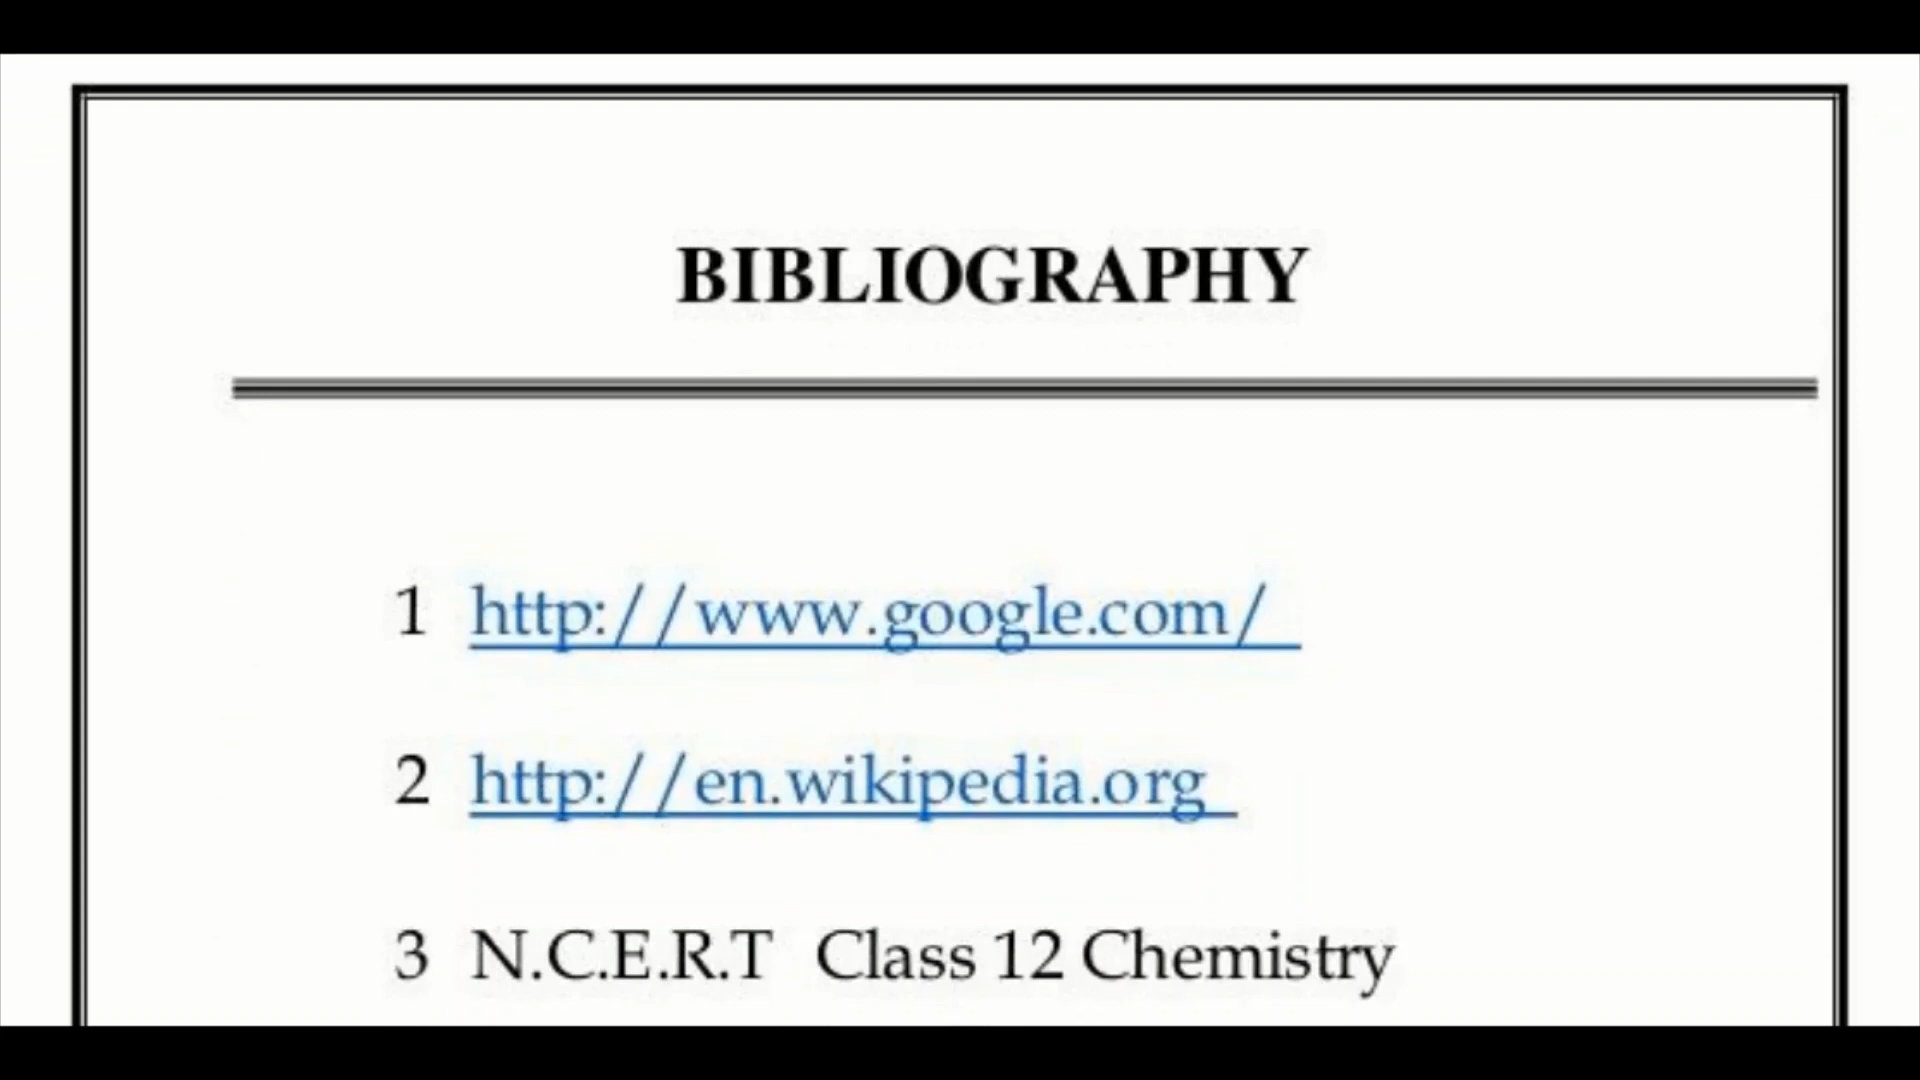 BIBLIOGRAPHY
1 http://www.google.com/
2 http://en.wikipedia.org
3 N.C.E.R.T Class 12 Chemistry